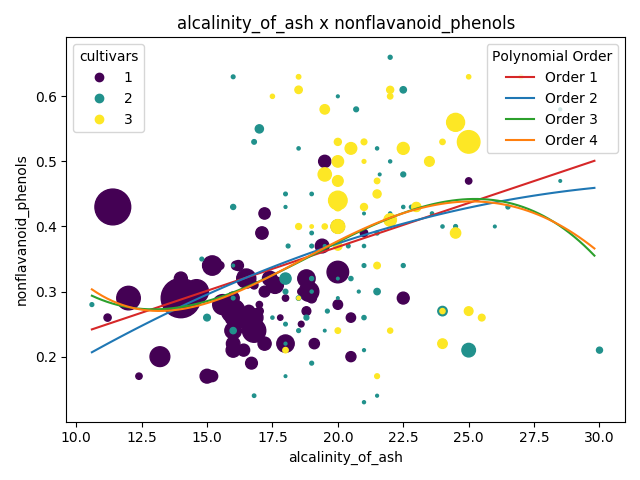 alcalinity_of_ash x nonflavanoid_phenols
cultivars
1
2
3
Polynomial Order
Order 1
Order 2
Order 3
Order 4
nonflavanoid_phenols
0.6
0.5
0.4
0.3
0.2
10.0 12.5 15.0 17.5 20.0 22.5 25.0 27.5 30.0
alcalinity_of_ash